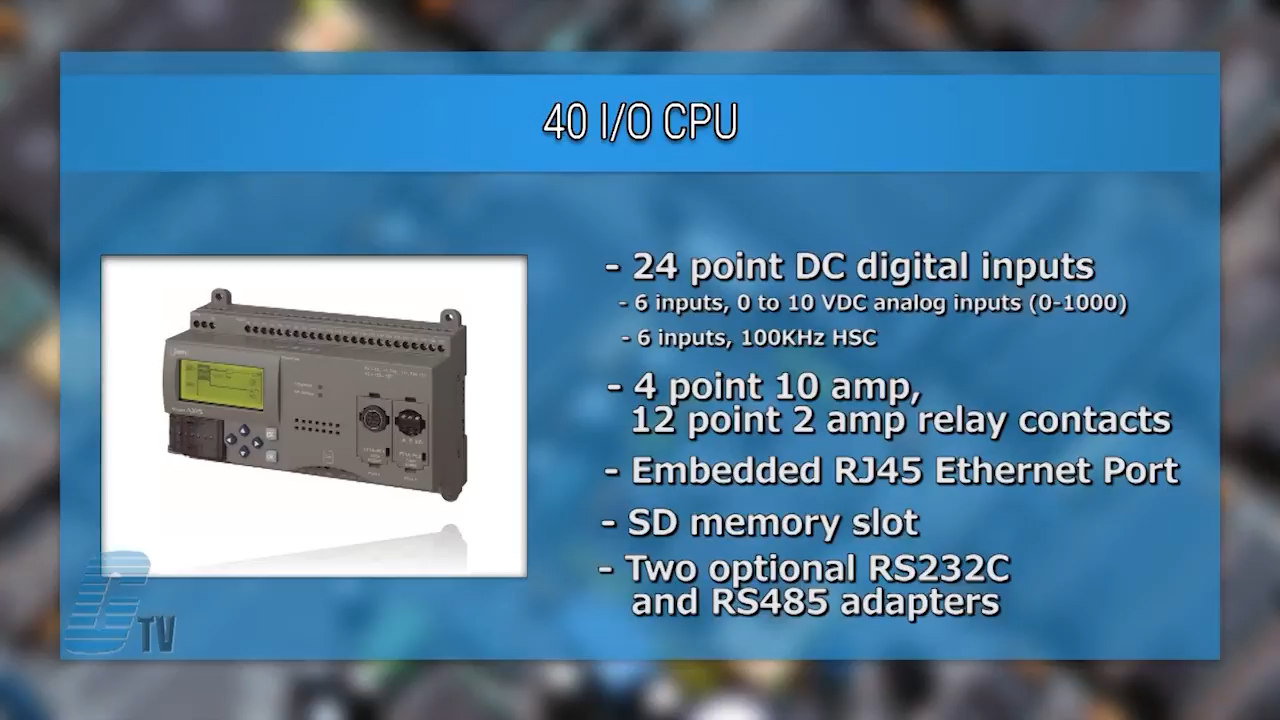 40 I/O CPU
- 24 point DC digital inputs
- 6 inputs, 0 to 10 VDC analog inputs (0-1000)
- 6 inputs, 100KHz HSC
- 4 point 10 amp,
12 point 2 amp relay contacts
- Embedded RJ45 Ethernet Port
- SD memory slot
- Two optional RS232C
and RS485 adapters
TV